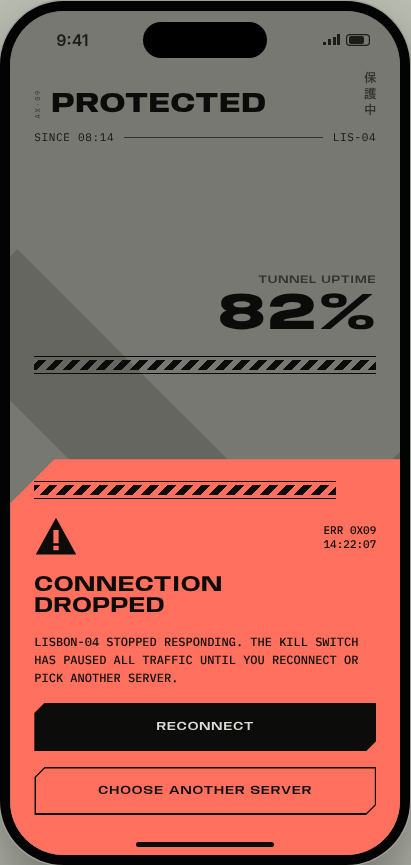 9:41
AX-09
PROTECTED
保護中
SINCE 08:14
LIS-04
TUNNEL UPTIME
82%
ERR 0X09
14:22:07
CONNECTION
DROPPED
LISBON-04 STOPPED RESPONDING. THE KILL SWITCH
HAS PAUSED ALL TRAFFIC UNTIL YOU RECONNECT OR
PICK ANOTHER SERVER.
RECONNECT
CHOOSE ANOTHER SERVER